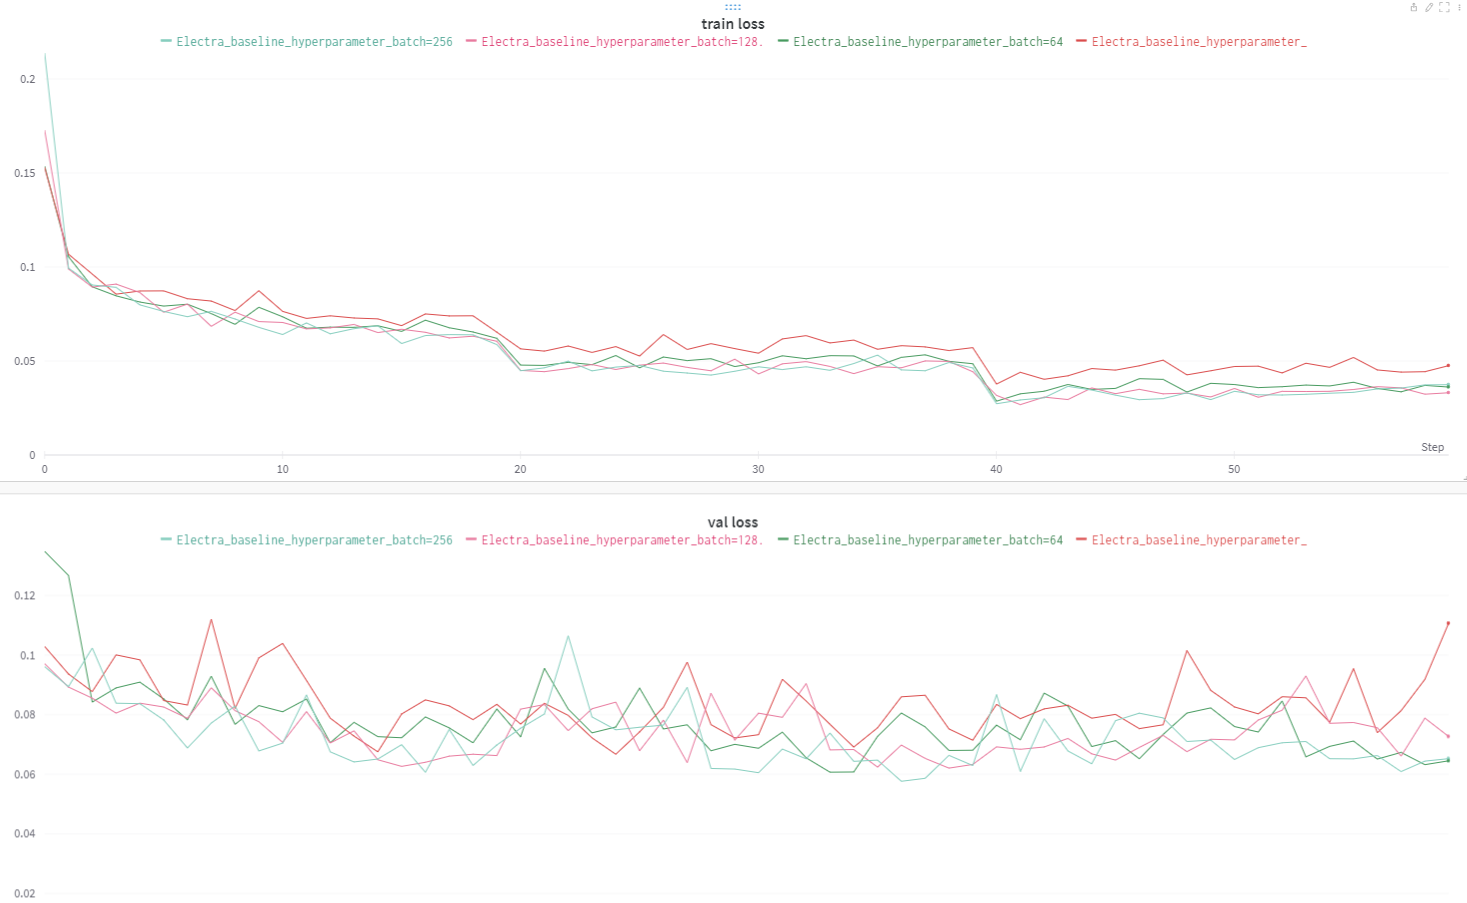 train loss
Electra_baseline_hyperparameter_batch=256 Electra_baseline_hyperparameter_batch=128. Electra_baseline_hyperparameter_batch=64 Electra_baseline_hyperparameter_
0.2
0.15
0.1
0.05
Step
0
0 10 20 30 40 50
val loss
Electra_baseline_hyperparameter_batch=256 Electra_baseline_hyperparameter_batch=128. Electra_baseline_hyperparameter_batch=64 Electra_baseline_hyperparameter_
0.12
0.1
0.08
0.06
0.04
0.02